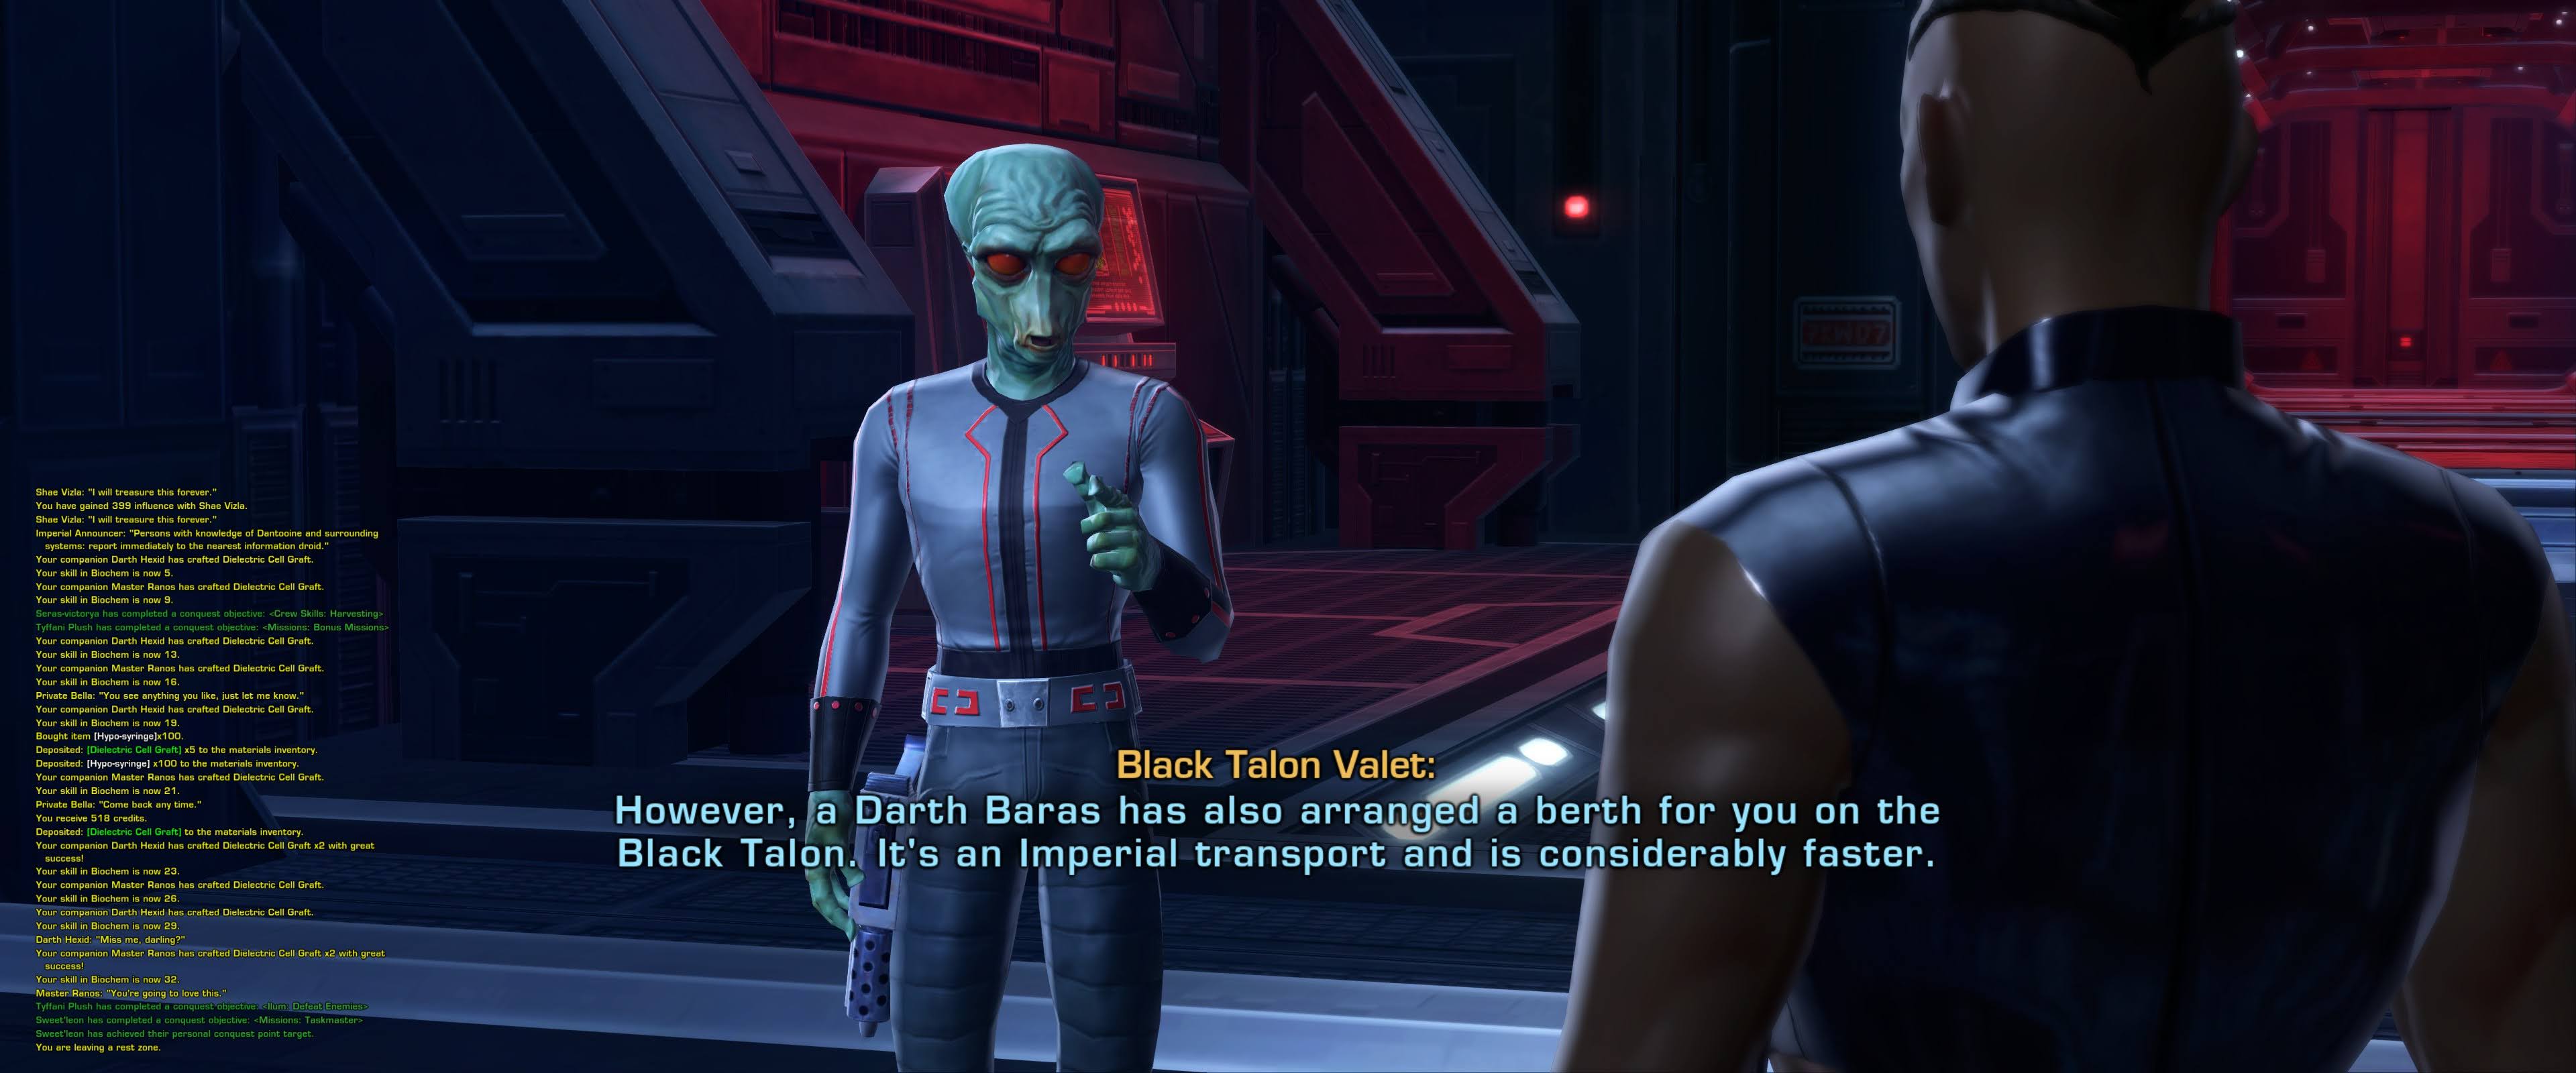 Shae Vizla: "I will treasure this forever."
You have gained 399 influence with Shae Vizla.
Shae Vizla: "I will treasure this forever."
Imperial Announcer: "Persons with knowledge of Dantooine and surrounding
systems: report immediately to the nearest information droid."
Your companion Darth Hexid has crafted Dielectric Cell Graft.
Your skill in Biochem is now 5.
Your companion Master Ranos has crafted Dielectric Cell Graft.
Your skill in Biochem is now 9.
Seras-victorya has completed a conquest objective: <Crew Skills: Harvesting>
Tyffani Plush has completed a conquest objective: <Missions: Bonus Missions>
Your companion Darth Hexid has crafted Dielectric Cell Graft.
Your skill in Biochem is now 13.
Your companion Master Ranos has crafted Dielectric Cell Graft.
Your skill in Biochem is now 16.
Private Bella: "You see anything you like, just let me know."
Your companion Darth Hexid has crafted Dielectric Cell Graft.
Your skill in Biochem is now 19.
Bought item [Hypo-syringe]x100.
Deposited: [Dielectric Cell Graft] x5 to the materials inventory.
Deposited: [Hypo-syringe] x100 to the materials inventory.
Your companion Master Ranos has crafted Dielectric Cell Graft.
Your skill in Biochem is now 21.
Private Bella: "Come back any time."
You receive 518 credits.
Deposited: [Dielectric Cell Graft] to the materials inventory.
Your companion Darth Hexid has crafted Dielectric Cell Graft x2 with great
success!
Your skill in Biochem is now 23.
Your companion Master Ranos has crafted Dielectric Cell Graft.
Your skill in Biochem is now 26.
Your companion Darth Hexid has crafted Dielectric Cell Graft.
Your skill in Biochem is now 29.
Darth Hexid: "Miss me, darling?"
Your companion Master Ranos has crafted Dielectric Cell Graft x2 with great
success!
Your skill in Biochem is now 32.
Master Ranos: "You're going to love this."
Tyffani Plush has completed a conquest objective: <Ilum: Defeat Enemies>
Sweet'leon has completed a conquest objective: <Missions: Taskmaster>
Sweet'leon has achieved their personal conquest point target.
You are leaving a rest zone.
Black Talon Valet:
However, a Darth Baras has also arranged a berth for you on the
Black Talon. It's an Imperial transport and is considerably faster.